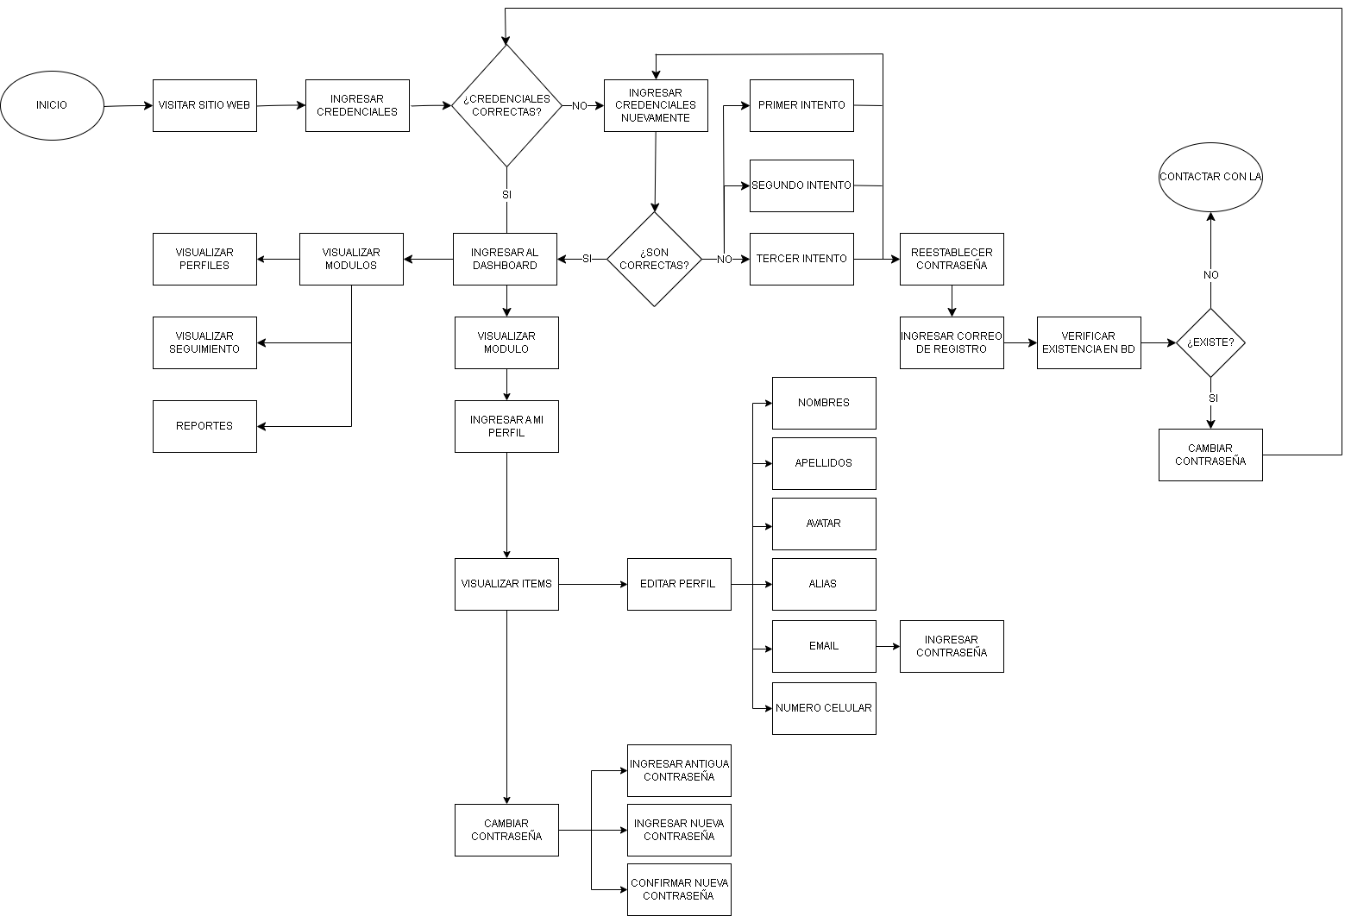 INICIO
VISITAR SITIO WEB
INGRESAR
CREDENCIALES
¿CREDENCIALES
CORRECTAS?
NO
INGRESAR
CREDENCIALES
NUEVAMENTE
PRIMER INTENTO
SEGUNDO INTENTO
CONTACTAR CON LA
SI
VISUALIZAR
PERFILES
VISUALIZAR
MODULOS
INGRESAR AL
DASHBOARD
SI
¿SON
CORRECTAS?
NO
TERCER INTENTO
REESTABLECER
CONTRASEÑA
NO
VISUALIZAR
SEGUIMIENTO
VISUALIZAR
MODULO
INGRESAR CORREO
DE REGISTRO
VERIFICAR
EXISTENCIA EN BD
¿EXISTE?
SI
REPORTES
INGRESAR A MI
PERFIL
NOMBRES
APELLIDOS
CAMBIAR
CONTRASEÑA
AVATAR
VISUALIZAR ITEMS
EDITAR PERFIL
ALIAS
EMAIL
INGRESAR
CONTRASEÑA
NUMERO CELULAR
INGRESAR ANTIGUA
CONTRASEÑA
CAMBIAR
CONTRASEÑA
INGRESAR NUEVA
CONTRASEÑA
CONFIRMAR NUEVA
CONTRASEÑA